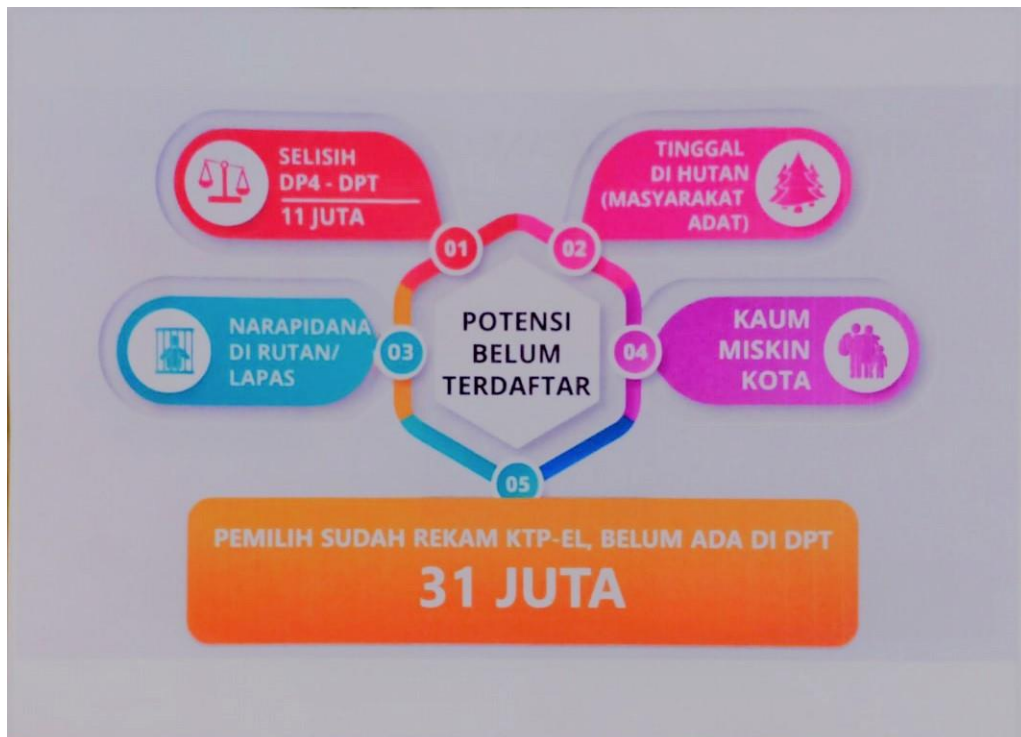 SELISIH
DP4 - DPT
11 JUTA
01
TINGGAL
DI HUTAN
(MASYARAKAT
ADAT)
02
NARAPIDANA
DI RUTAN/
LAPAS
03
KAUM
MISKIN
KOTA
04
POTENSI
BELUM
TERDAFTAR
05
PEMILIH SUDAH REKAM KTP-EL, BELUM ADA DI DPT
31 JUTA